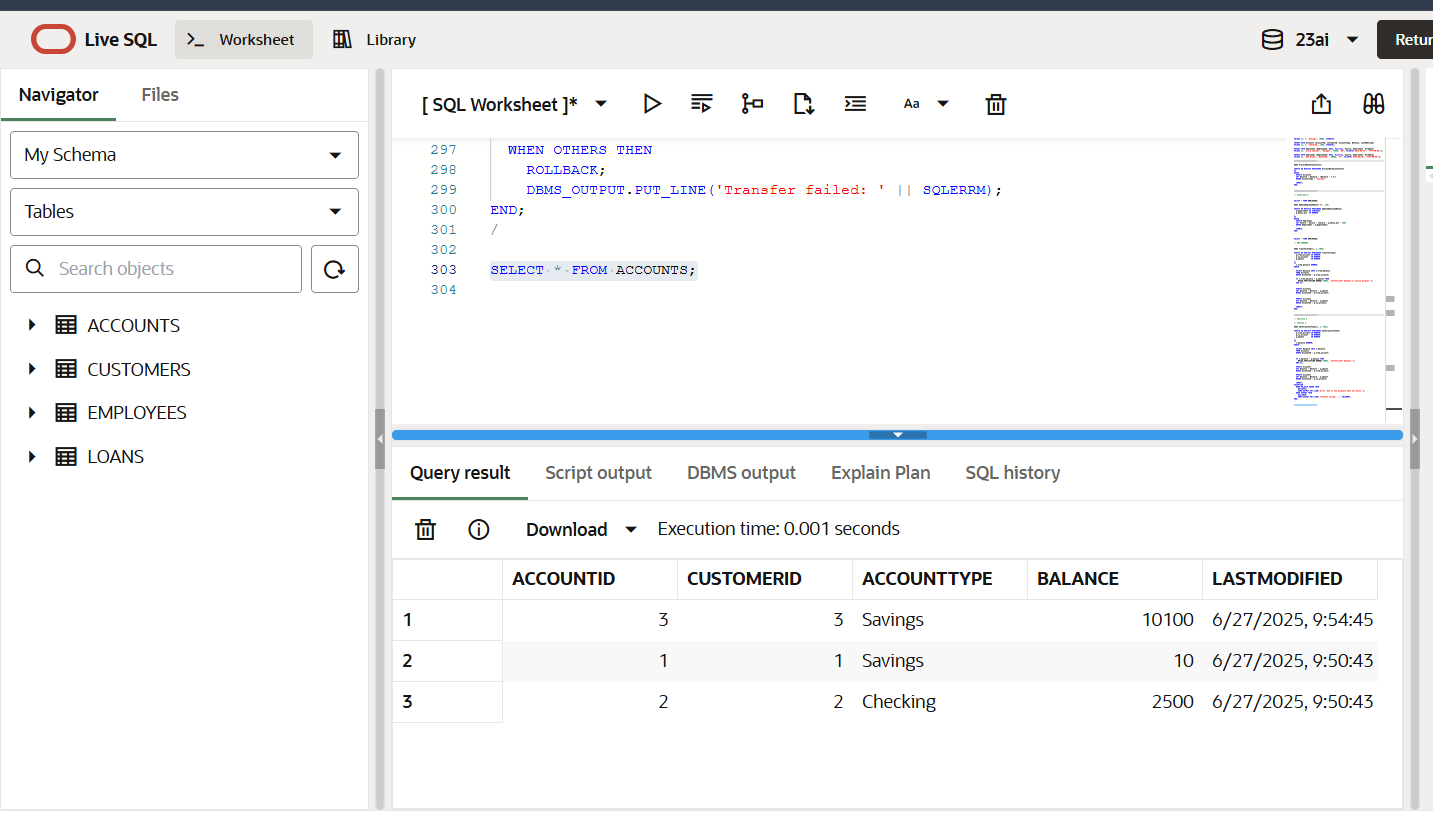 Live SQL
Worksheet
Library
23ai
Retur
Navigator
Files
My Schema
Tables
Search objects
ACCOUNTS
CUSTOMERS
EMPLOYEES
LOANS
[ SQL Worksheet ]*
Aa
297 WHEN OTHERS THEN
298 ROLLBACK;
299 DBMS_OUTPUT.PUT_LINE('Transfer failed: ' || SQLERRM);
300 END;
301 /
302
303 SELECT * FROM ACCOUNTS;
304
Query result Script output DBMS output Explain Plan SQL history
Download Execution time: 0.001 seconds
ACCOUNTID CUSTOMERID ACCOUNTTYPE BALANCE LASTMODIFIED
1 3 3 Savings 10100 6/27/2025, 9:54:45
2 1 1 Savings 10 6/27/2025, 9:50:43
3 2 2 Checking 2500 6/27/2025, 9:50:43